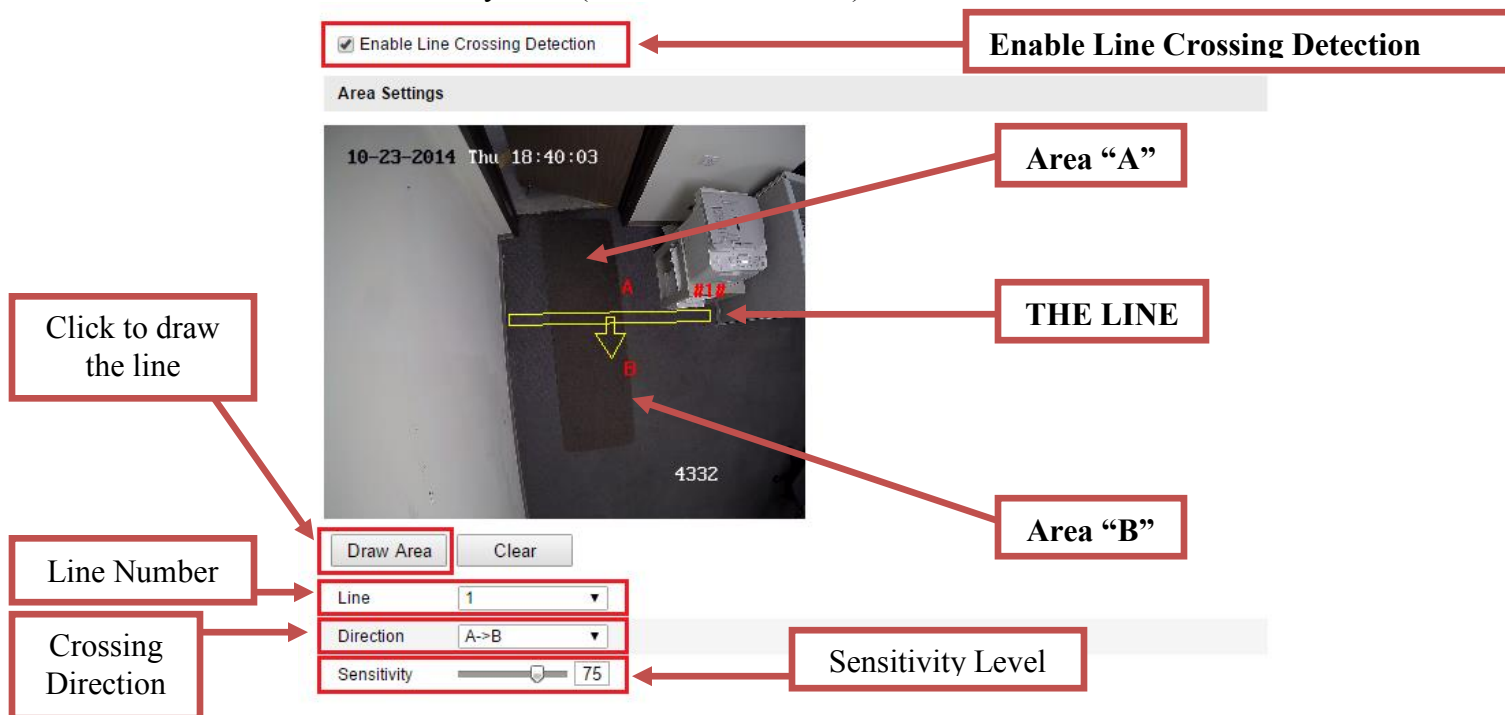 Enable Line Crossing Detection
Enable Line Crossing Detection
Area Settings
10-23-2014 Thu 18:40:03
Area “A”
A
#1#
THE LINE
Click to draw
the line
B
4332
Area “B”
Draw Area Clear
Line Number
Line 1
Direction A->B
Crossing
Direction
Sensitivity 75
Sensitivity Level